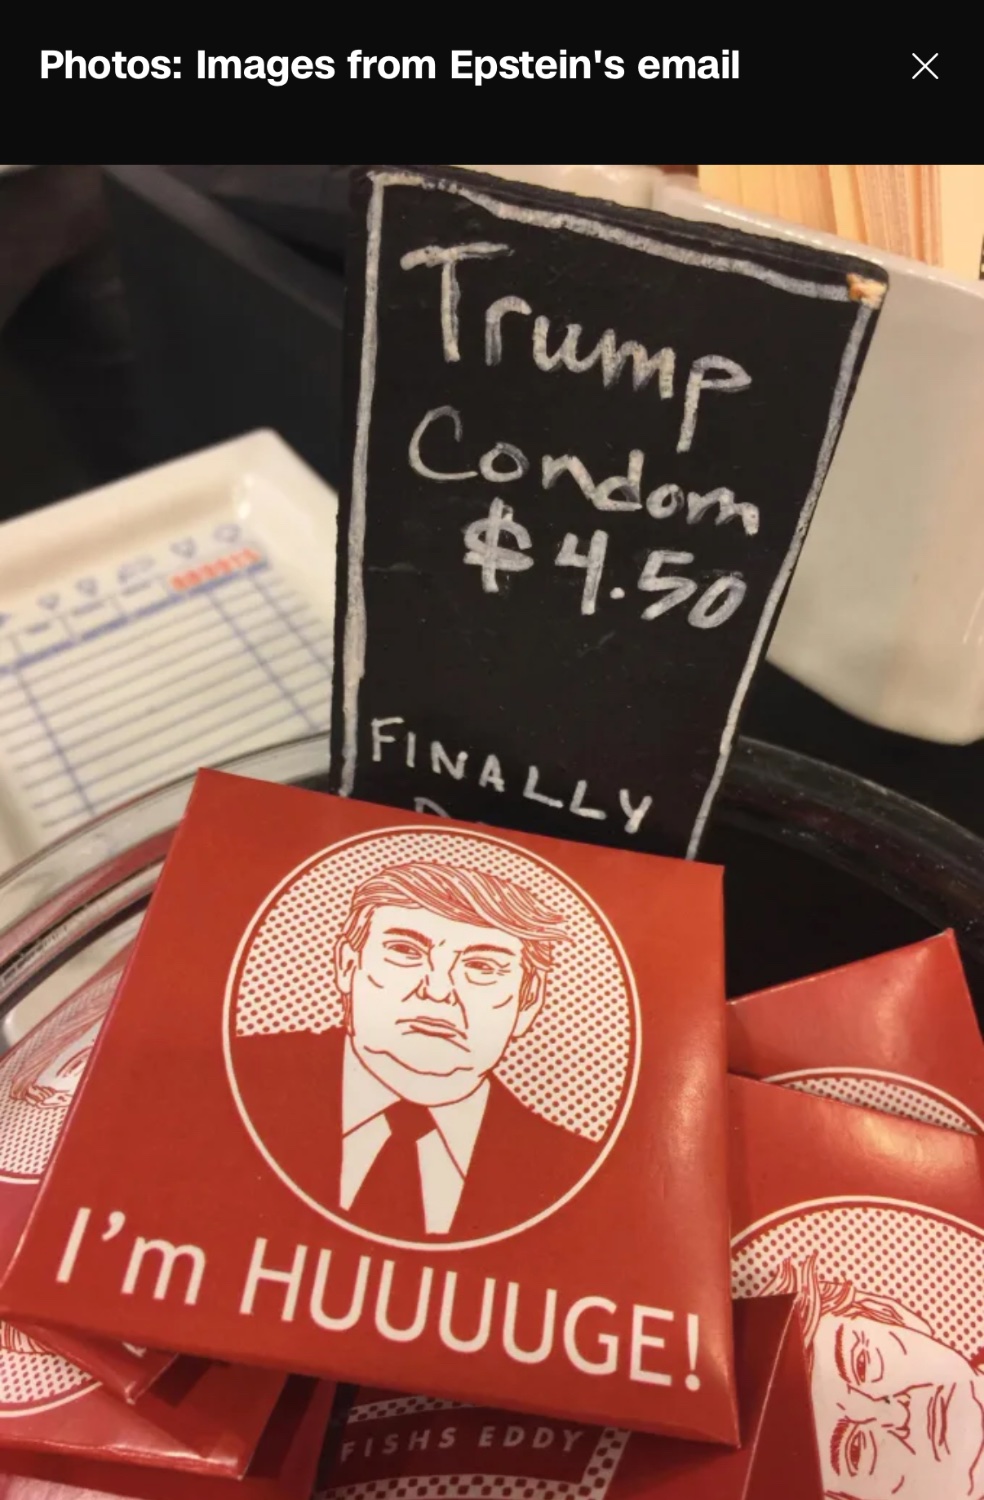 Photos: Images from Epstein's email
Trump
Condom
$4.50
FINALLY
I'm HUUUUGE!
FISHS EDDY